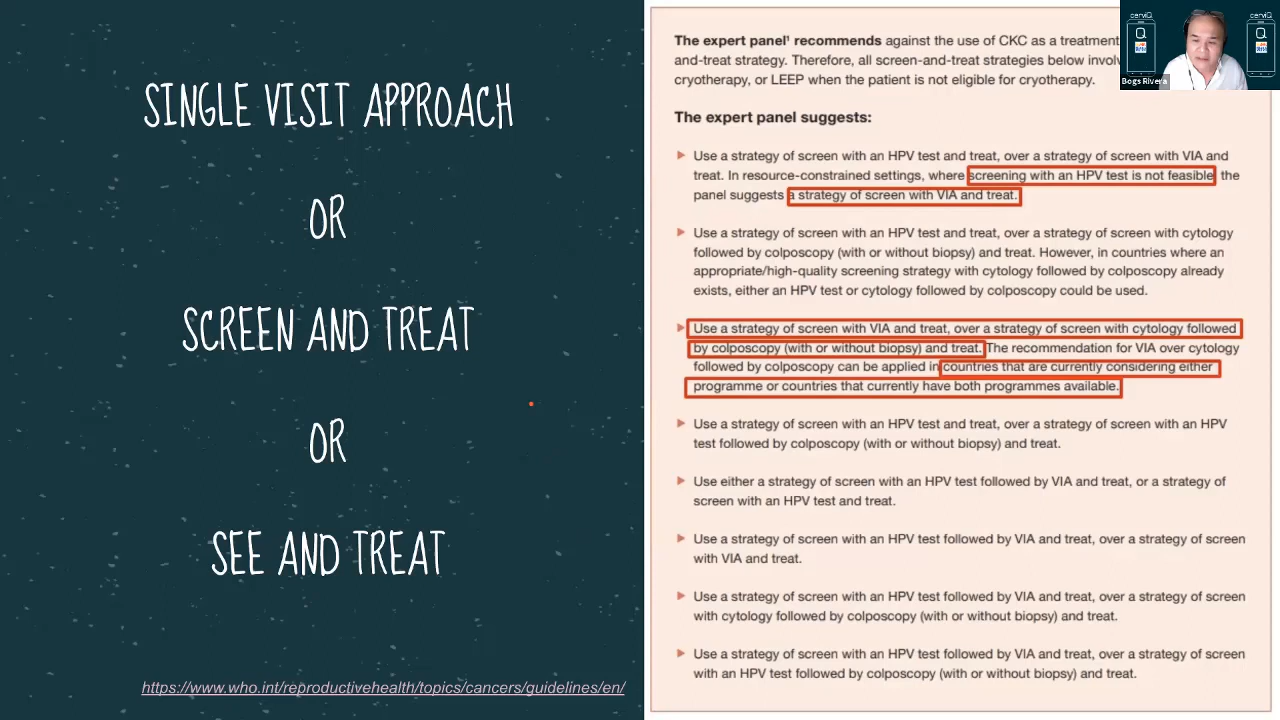 SINGLE VISIT APPROACH
OR
SCREEN AND TREAT
OR
SEE AND TREAT
https://www.who.int/reproductivehealth/topics/cancers/guidelines/en/
The expert panel¹ recommends against the use of CKC as a treatment
and-treat strategy. Therefore, all screen-and-treat strategies below involv
cryotherapy, or LEEP when the patient is not eligible for cryotherapy.
The expert panel suggests:
Use a strategy of screen with an HPV test and treat, over a strategy of screen with VIA and
treat. In resource-constrained settings, where screening with an HPV test is not feasible, the
panel suggests a strategy of screen with VIA and treat.
Use a strategy of screen with an HPV test and treat, over a strategy of screen with cytology
followed by colposcopy (with or without biopsy) and treat. However, in countries where an
appropriate/high-quality screening strategy with cytology followed by colposcopy already
exists, either an HPV test or cytology followed by colposcopy could be used.
Use a strategy of screen with VIA and treat, over a strategy of screen with cytology followed
by colposcopy (with or without biopsy) and treat. The recommendation for VIA over cytology
followed by colposcopy can be applied in countries that are currently considering either
programme or countries that currently have both programmes available.
Use a strategy of screen with an HPV test and treat, over a strategy of screen with an HPV
test followed by colposcopy (with or without biopsy) and treat.
Use either a strategy of screen with an HPV test followed by VIA and treat, or a strategy of
screen with an HPV test and treat.
Use a strategy of screen with an HPV test followed by VIA and treat, over a strategy of screen
with VIA and treat.
Use a strategy of screen with an HPV test followed by VIA and treat, over a strategy of screen
with cytology followed by colposcopy (with or without biopsy) and treat.
Use a strategy of screen with an HPV test followed by VIA and treat, over a strategy of screen
with an HPV test followed by colposcopy (with or without biopsy) and treat.
cerviQ
cerviQ
Q
Q
Bogs Rivera